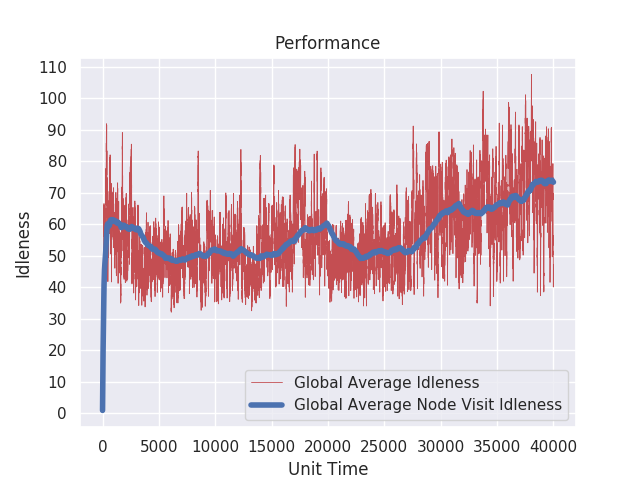 Performance
110
100
90
80
70
60
50
40
30
20
10
0
Idleness
Global Average Idleness
Global Average Node Visit Idleness
0 5000 10000 15000 20000 25000 30000 35000 40000
Unit Time